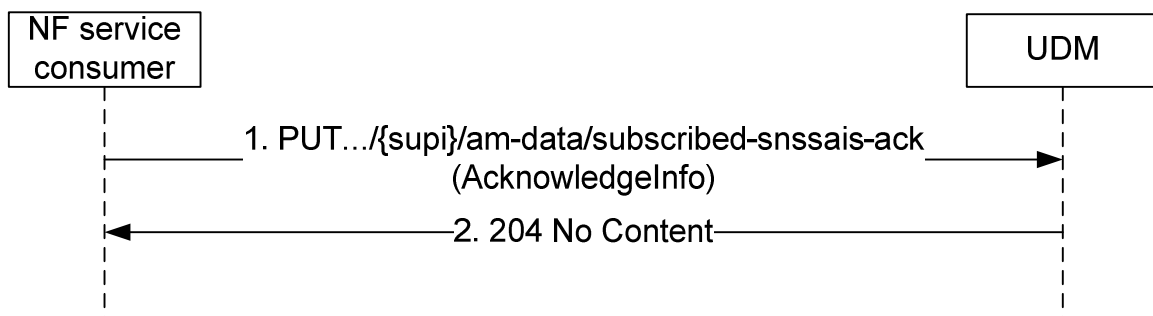 NF service
consumer
UDM
1. PUT.../{supi}/am-data/subscribed-snssais-ack
(AcknowledgeInfo)
2. 204 No Content